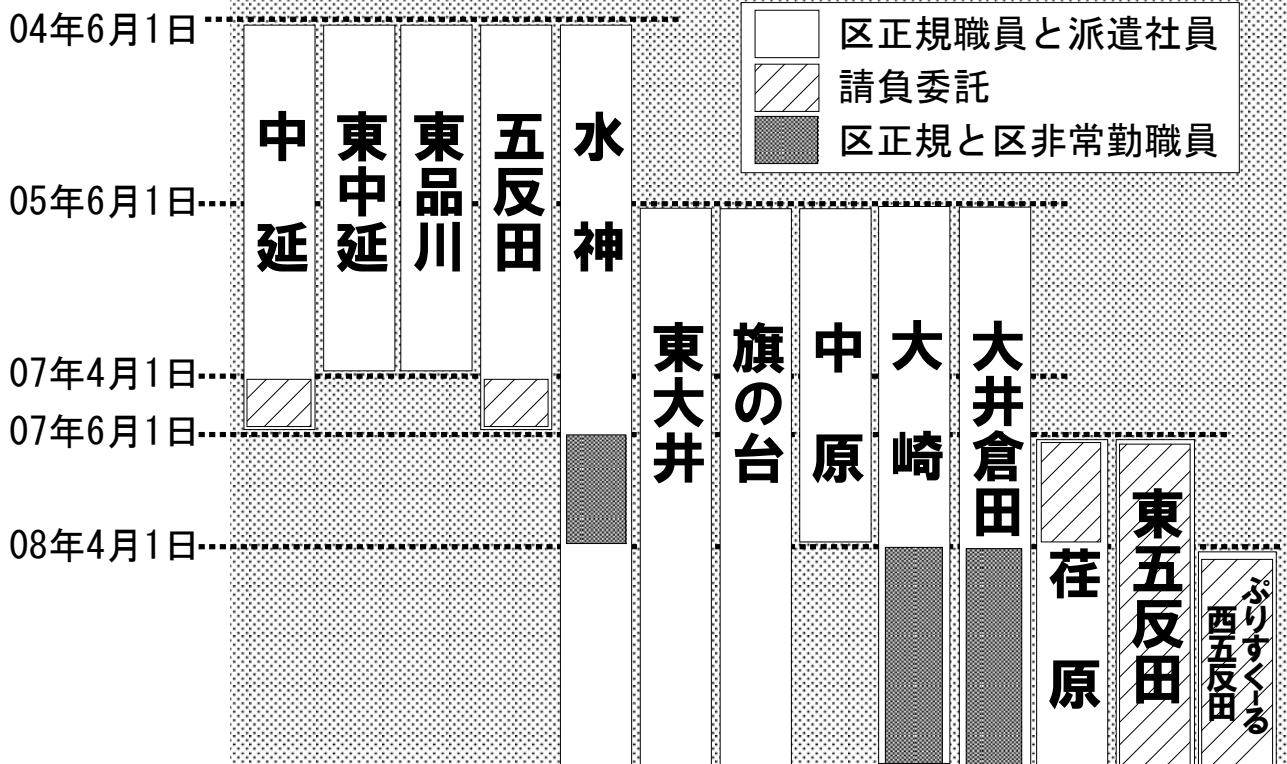 04年6月1日
05年6月1日
07年4月1日
07年6月1日
08年4月1日
区正規職員と派遣社員
請負委託
区正規と区非常勤職員
中延
東中延
東品川
五反田
水神
東大井
旗の台
中原
大崎
大井倉田
荏原
東五反田
ぷりすくーる
西五反田